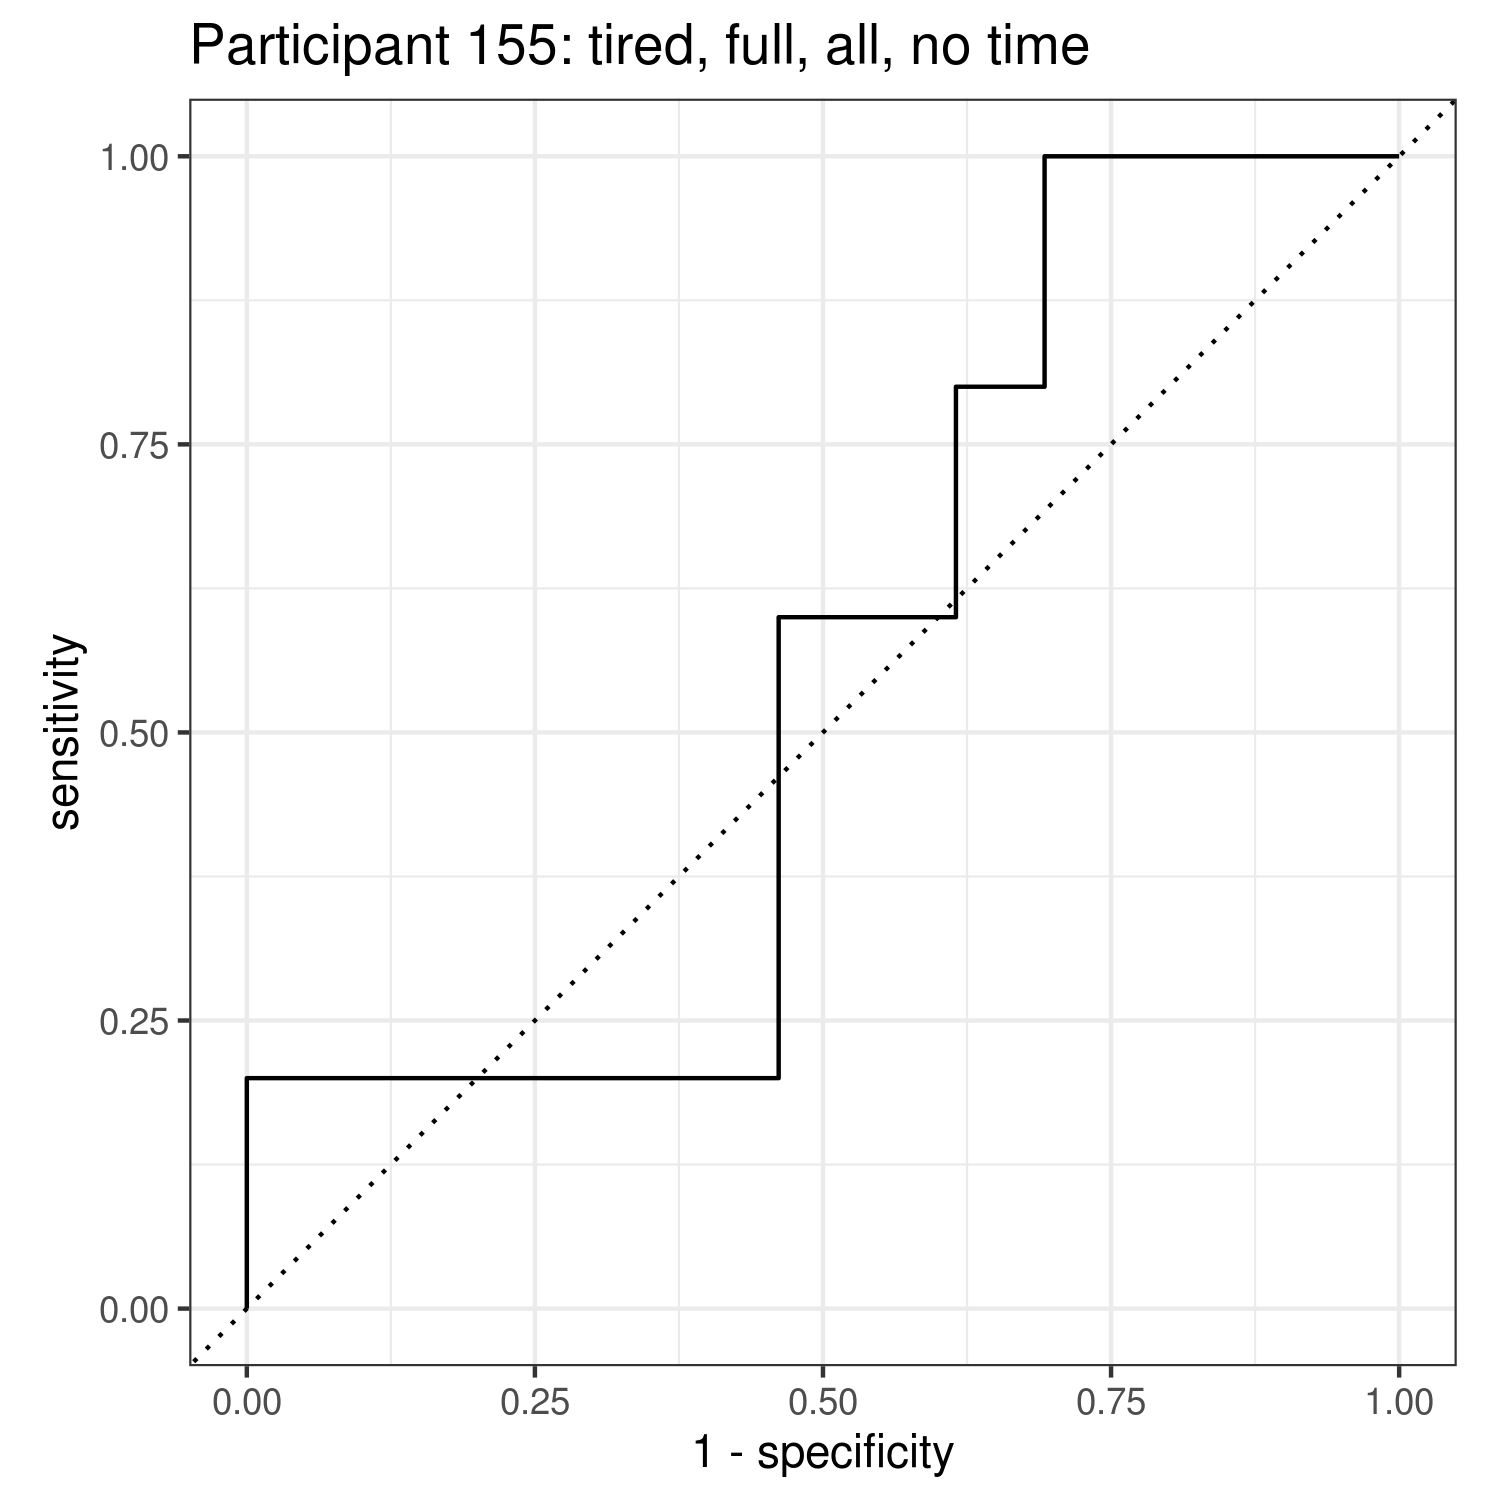 Participant 155: tired, full, all, no time
1.00
0.75
0.50
0.25
0.00
sensitivity
0.00 0.25 0.50 0.75 1.00
1 - specificity